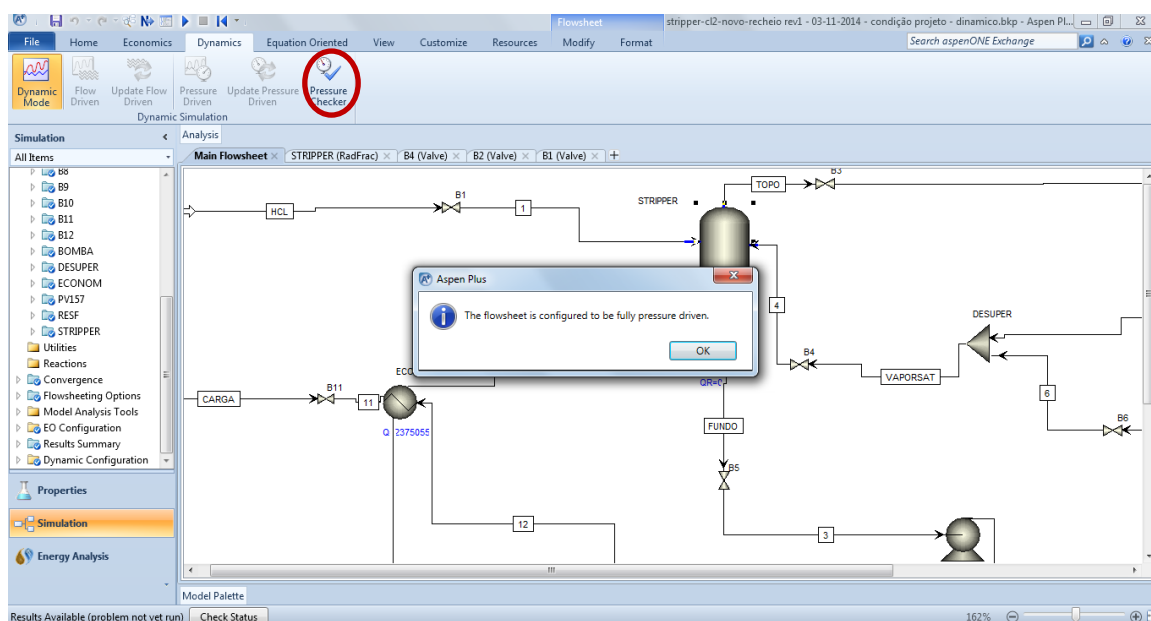 Flowsheet
stripper-cl2-novo-recheio rev1 - 03-11-2014 - condição projeto - dinamico.bkp - Aspen Pl...
File Home Economics Dynamics Equation Oriented View Customize Resources Modify Format
Search aspenONE Exchange
Dynamic Mode
Flow Driven
Update Flow Driven
Pressure Driven
Update Pressure Driven
Pressure Checker
Dynamic Simulation
Simulation
All Items
B8
B9
B10
B11
B12
BOMBA
DESUPER
ECONOM
PV157
RESF
STRIPPER
Utilities
Reactions
Convergence
Flowsheeting Options
Model Analysis Tools
EO Configuration
Results Summary
Dynamic Configuration
Properties
Simulation
Energy Analysis
Analysis
Main Flowsheet STRIPPER (RadFrac) B4 (Valve) B2 (Valve) B1 (Valve)
HCL
B1
1
STRIPPER
TOPO
B3
Aspen Plus
The flowsheet is configured to be fully pressure driven.
OK
4
DESUPER
B4
VAPORSAT
6
B6
CARGA
B11
11
Q 2375055
FUNDO
B5
12
3
Model Palette
Results Available (problem not yet run) Check Status
162%